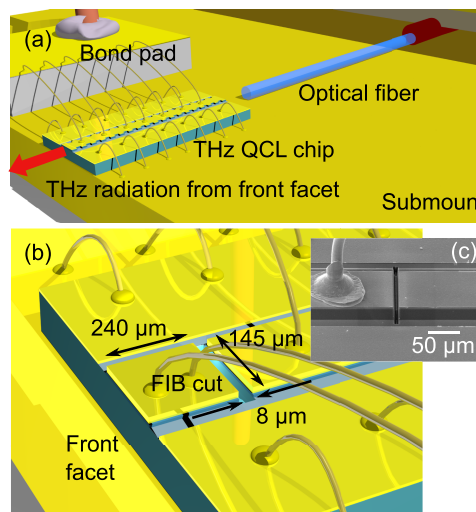 (a)
Bond pad
Optical fiber
THz QCL chip
THz radiation from front facet
Submoun
(b)
(c)
240 µm
145 µm
50 µm
FIB cut
8 µm
Front
facet